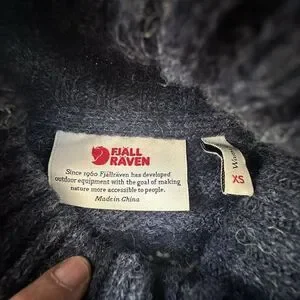 FJÄLL
RÄVEN
Since 1960 Fjällräven has developed
outdoor equipment with the goal of making
nature more accessible to people.
Made in China
XS